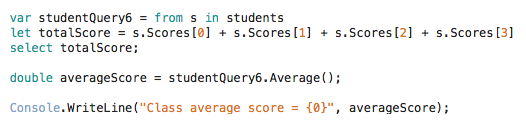 var studentQuery6 = from s in students
let totalScore = s.Scores[0] + s.Scores[1] + s.Scores[2] + s.Scores[3]
select totalScore;
double averageScore = studentQuery6.Average();
Console.WriteLine("Class average score = {0}", averageScore);